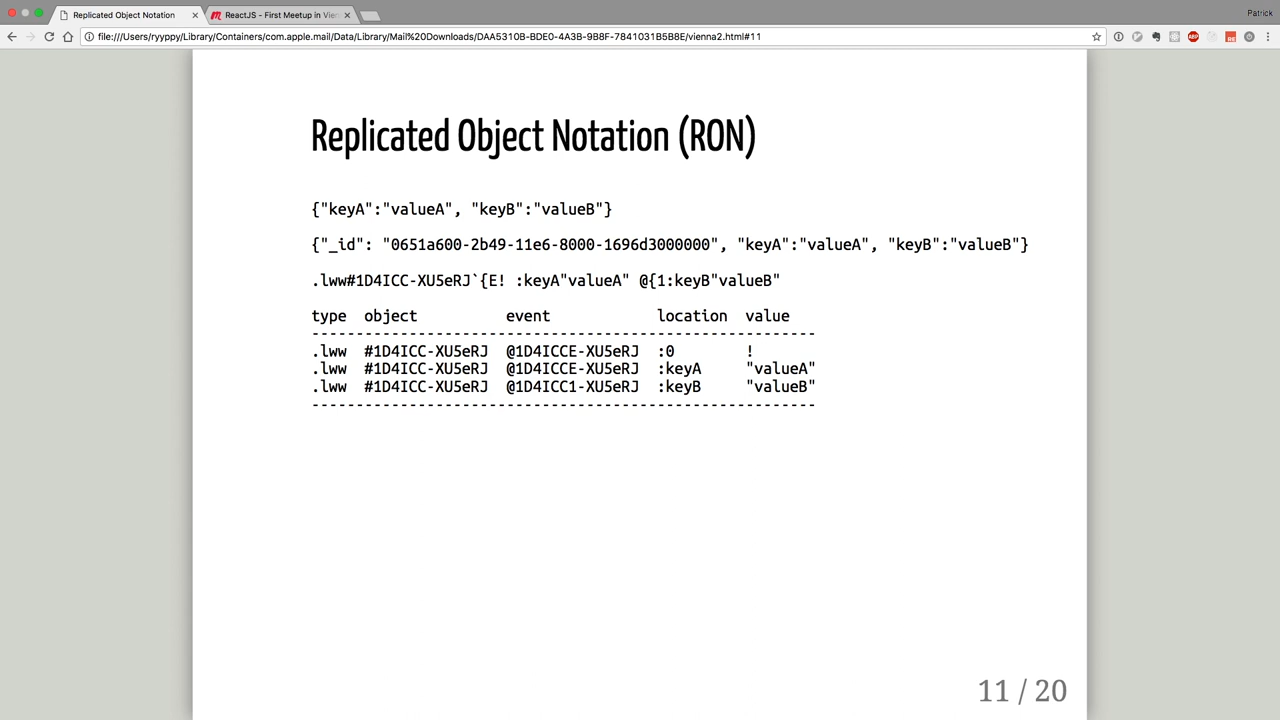 Replicated Object Notation
ReactJS - First Meetup in Vien
Patrick
file:///Users/ryyppy/Library/Containers/com.apple.mail/Data/Library/Mail%20Downloads/DAA5310B-BDE0-4A3B-9B8F-7841031B5B8E/vienna2.html#11
Replicated Object Notation (RON)
{"keyA":"valueA", "keyB":"valueB"}
{"_id": "0651a600-2b49-11e6-8000-1696d3000000", "keyA":"valueA", "keyB":"valueB"}
.lww#1D4ICC-XU5eRJ`{E! :keyA"valueA" @{1:keyB"valueB"
type object event location value
---------------------------------------------------------
.lww #1D4ICC-XU5eRJ @1D4ICCE-XU5eRJ :0 !
.lww #1D4ICC-XU5eRJ @1D4ICCE-XU5eRJ :keyA "valueA"
.lww #1D4ICC-XU5eRJ @1D4ICC1-XU5eRJ :keyB "valueB"
---------------------------------------------------------
11 / 20